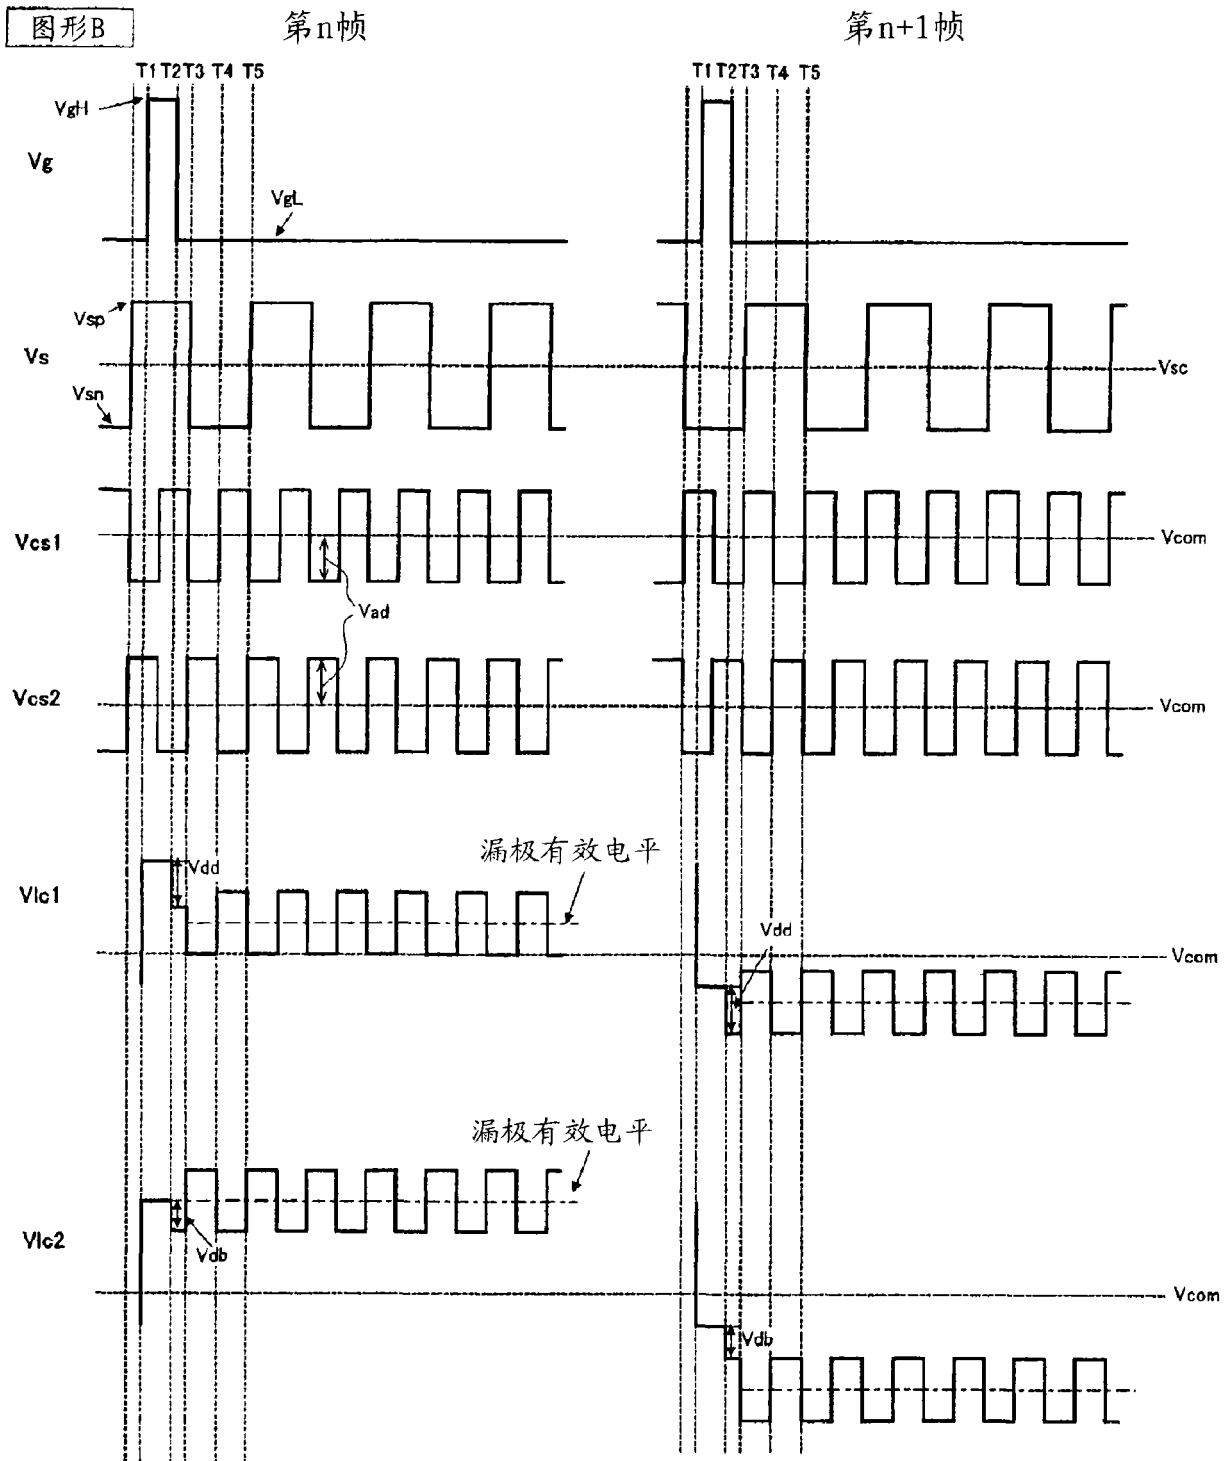 图形B
第n帧
第n+1帧
T1 T2 T3 T4 T5
T1 T2 T3 T4 T5
VgH
Vg
VgL
Vsp
Vs
Vsc
Vsn
Vcs1
Vcom
Vad
Vcs2
Vcom
漏极有效电平
Vdd
Vlc1
Vdd
Vcom
漏极有效电平
Vlc2
Vdb
Vcom
Vdb